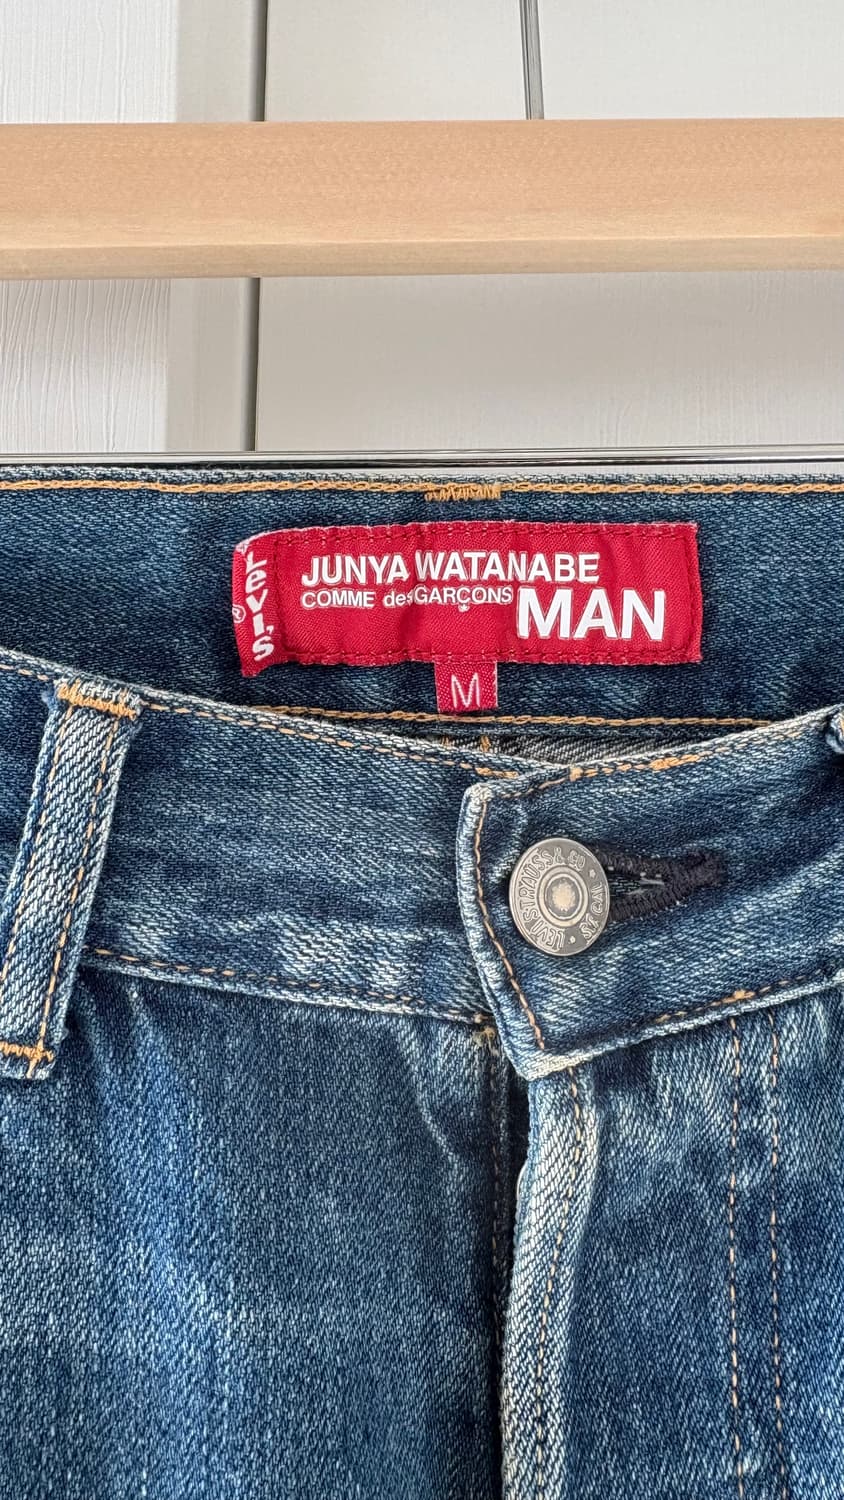 Levi's
®
JUNYA WATANABE
COMME des GARÇONS
MAN
M
LEVI STRAUSS & CO
S.F. CAL